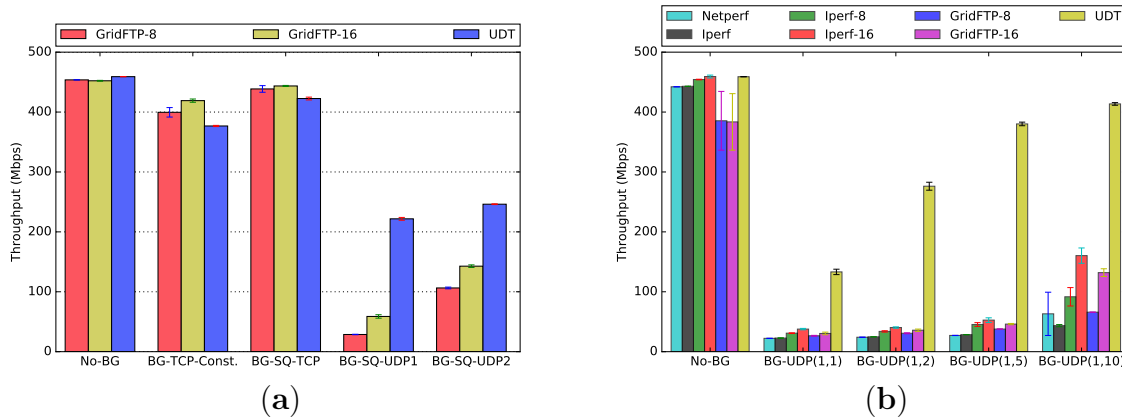 GridFTP-8 GridFTP-16 UDT
Throughput (Mbps)
500
400
300
200
100
0
No-BG BG-TCP-Const. BG-SQ-TCP BG-SQ-UDP1 BG-SQ-UDP2
(a)
Netperf Iperf-8 GridFTP-8 UDT
Iperf Iperf-16 GridFTP-16
Throughput (Mbps)
500
400
300
200
100
0
No-BG BG-UDP(1,1) BG-UDP(1,2) BG-UDP(1,5) BG-UDP(1,10)
(b)